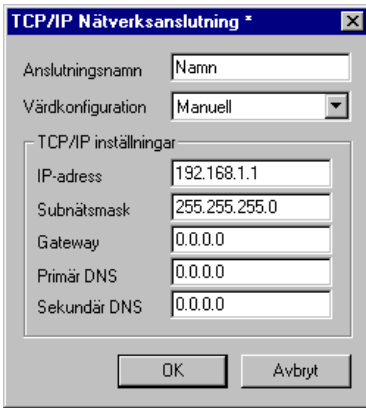 TCP/IP Nätverksanslutning *
Anslutningsnamn Namn
Värdkonfiguration Manuell
TCP/IP inställningar
IP-adress 192.168.1.1
Subnätsmask 255.255.255.0
Gateway 0.0.0.0
Primär DNS 0.0.0.0
Sekundär DNS 0.0.0.0
OK Avbryt